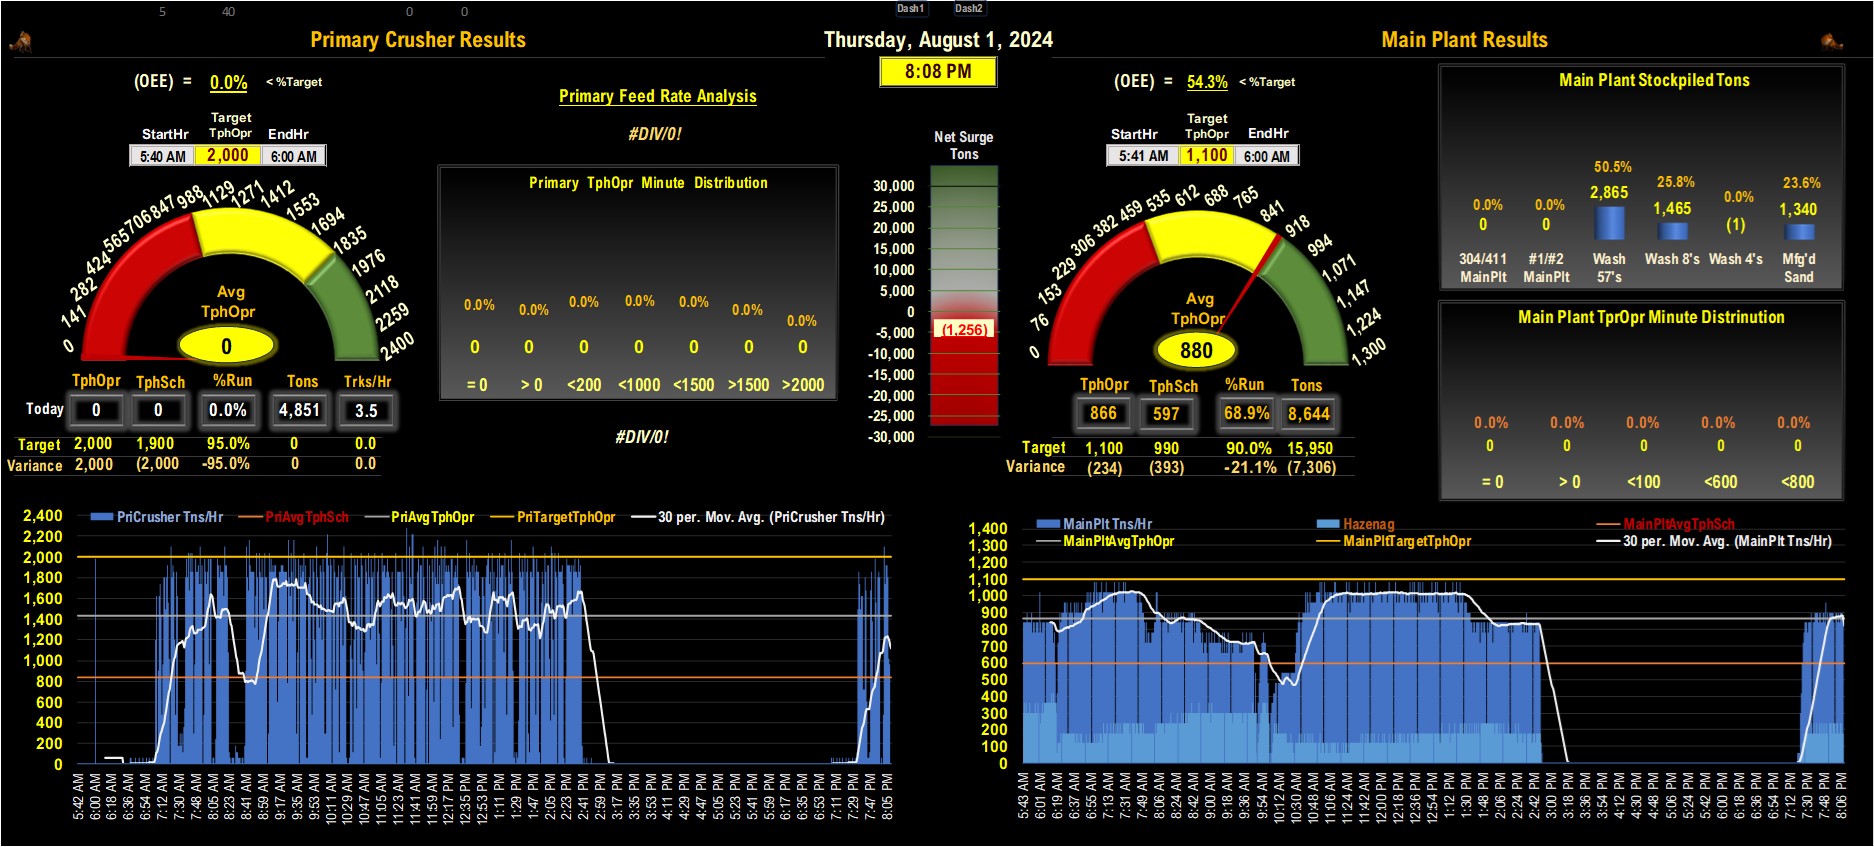 5 40 0 0 Dash1 Dash2
Primary Crusher Results
Thursday, August 1, 2024
Main Plant Results
8:08 PM
(OEE) = 0.0% < %Target
Target
StartHr TphOpr EndHr
5:40 AM 2,000 6:00 AM
0 141 282 424 565 706 847 988 1129 1271 1412 1553 1694 1835 1976 2118 2259 2400
Avg
TphOpr
0
TphOpr TphSch %Run Tons Trks/Hr
Today 0 0 0.0% 4,851 3.5
Target 2,000 1,900 95.0% 0 0.0
Variance 2,000 (2,000 -95.0% 0 0.0
Primary Feed Rate Analysis
#DIV/0!
Primary TphOpr Minute Distribution
0.0% 0.0% 0.0% 0.0% 0.0% 0.0% 0.0%
0 0 0 0 0 0 0
= 0 > 0 <200 <1000 <1500 >1500 >2000
#DIV/0!
Net Surge
Tons
30,000
25,000
20,000
15,000
10,000
5,000
0
-5,000
(1,256)
-10,000
-15,000
-20,000
-25,000
-30,000
(OEE) = 54.3% < %Target
Target
StartHr TphOpr EndHr
5:41 AM 1,100 6:00 AM
0 76 153 229 306 382 459 535 612 688 765 841 918 994 1,071 1,147 1,224 1,300
Avg
TphOpr
880
TphOpr TphSch %Run Tons
866 597 68.9% 8,644
Target 1,100 990 90.0% 15,950
Variance (234) (393) -21.1% (7,306)
Main Plant Stockpiled Tons
0.0% 0.0% 50.5% 25.8% 0.0% 23.6%
0 0 2,865 1,465 (1) 1,340
304/411 #1/#2 Wash Wash 8's Wash 4's Mfg'd
MainPlt MainPlt 57's Sand
Main Plant TprOpr Minute Distrinution
0.0% 0.0% 0.0% 0.0% 0.0%
0 0 0 0 0
= 0 > 0 <100 <600 <800
PriCrusher Tns/Hr PriAvgTphSch PriAvgTphOpr PriTargetTphOpr 30 per. Mov. Avg. (PriCrusher Tns/Hr)
2,400
2,200
2,000
1,800
1,600
1,400
1,200
1,000
800
600
400
200
0
5:42 AM 6:00 AM 6:18 AM 6:36 AM 6:54 AM 7:12 AM 7:30 AM 7:48 AM 8:05 AM 8:23 AM 8:41 AM 8:59 AM 9:17 AM 9:35 AM 9:53 AM 10:11 AM 10:29 AM 10:47 AM 11:05 AM 11:23 AM 11:41 AM 11:59 AM 12:17 PM 12:35 PM 12:53 PM 1:11 PM 1:29 PM 1:47 PM 2:05 PM 2:23 PM 2:41 PM 2:59 PM 3:17 PM 3:35 PM 3:53 PM 4:11 PM 4:29 PM 4:47 PM 5:05 PM 5:23 PM 5:41 PM 5:59 PM 6:17 PM 6:35 PM 6:53 PM 7:11 PM 7:29 PM 7:47 PM 8:05 PM
MainPlt Tns/Hr Hazenag MainPltAvgTphSch
MainPltAvgTphOpr MainPltTargetTphOpr 30 per. Mov. Avg. (MainPlt Tns/Hr)
1,400
1,300
1,200
1,100
1,000
900
800
700
600
500
400
300
200
100
0
5:43 AM 6:01 AM 6:19 AM 6:37 AM 6:55 AM 7:13 AM 7:31 AM 7:49 AM 8:06 AM 8:24 AM 8:42 AM 9:00 AM 9:18 AM 9:36 AM 9:54 AM 10:12 AM 10:30 AM 10:48 AM 11:06 AM 11:24 AM 11:42 AM 12:00 PM 12:18 PM 12:36 PM 12:54 PM 1:12 PM 1:30 PM 1:48 PM 2:06 PM 2:24 PM 2:42 PM 3:00 PM 3:18 PM 3:36 PM 3:54 PM 4:12 PM 4:30 PM 4:48 PM 5:06 PM 5:24 PM 5:42 PM 6:00 PM 6:18 PM 6:36 PM 6:54 PM 7:12 PM 7:30 PM 7:48 PM 8:06 PM